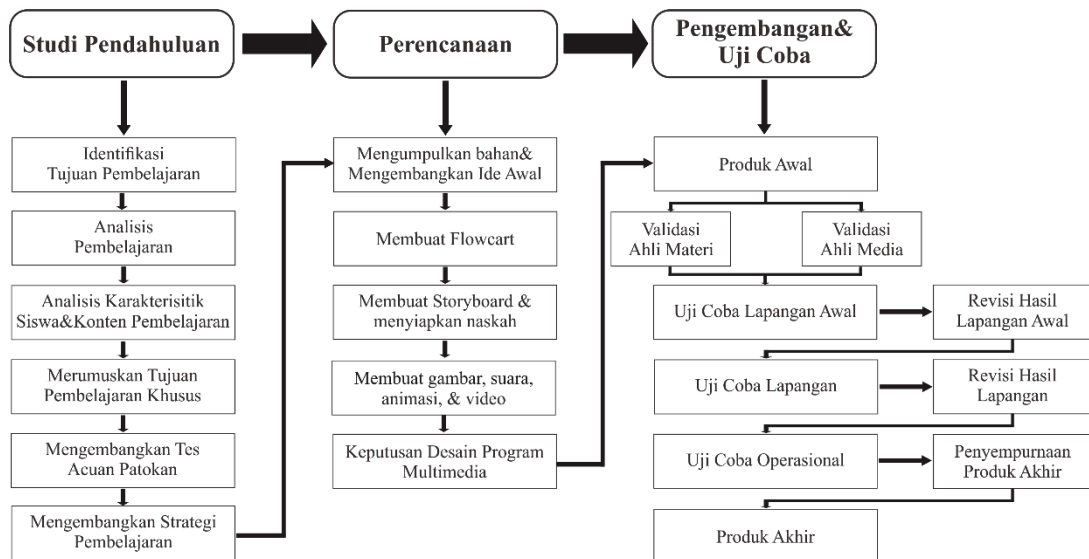 Studi Pendahuluan
Perencanaan
Pengembangan&
Uji Coba
Identifikasi
Tujuan Pembelajaran
Analisis
Pembelajaran
Analisis Karakterisitik
Siswa&Konten Pembelajaran
Merumuskan Tujuan
Pembelajaran Khusus
Mengembangkan Tes
Acuan Patokan
Mengembangkan Strategi
Pembelajaran
Mengumpulkan bahan&
Mengembangkan Ide Awal
Membuat Flowcart
Membuat Storyboard &
menyiapkan naskah
Membuat gambar, suara,
animasi, & video
Keputusan Desain Program
Multimedia
Produk Awal
Validasi
Ahli Materi
Validasi
Ahli Media
Uji Coba Lapangan Awal
Revisi Hasil
Lapangan Awal
Uji Coba Lapangan
Revisi Hasil
Lapangan
Uji Coba Operasional
Penyempurnaan
Produk Akhir
Produk Akhir